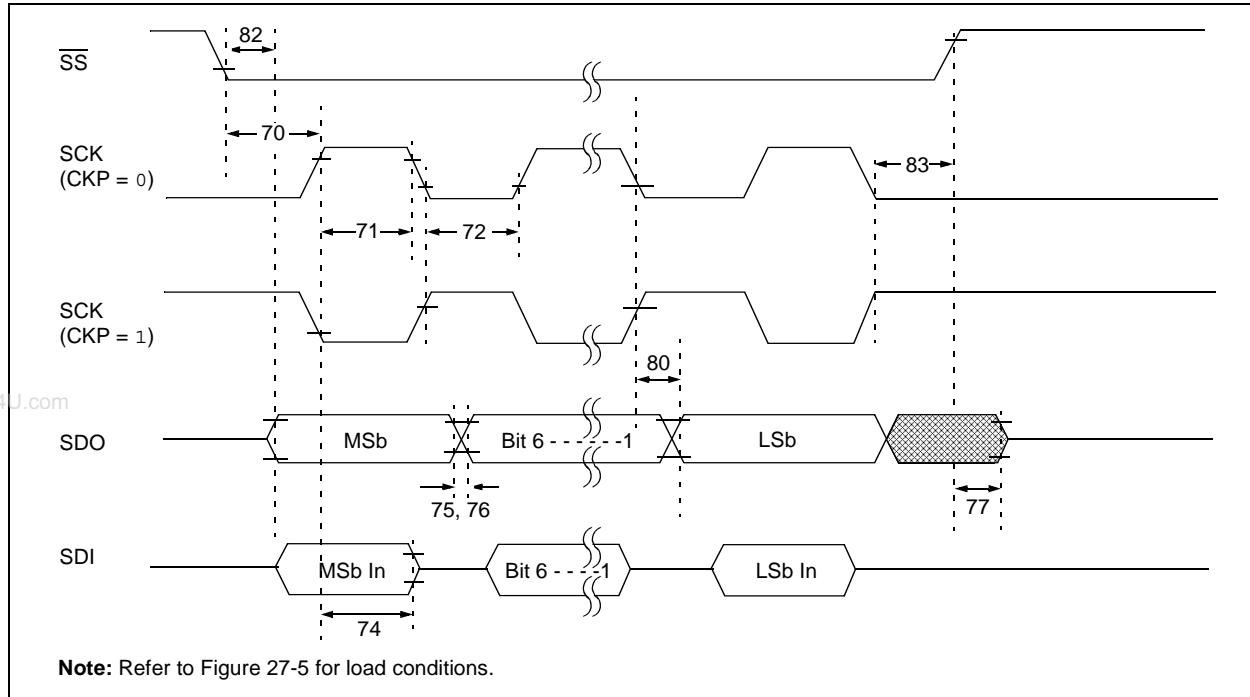 82
SS
70
SCK
(CKP = 0)
83
71
72
SCK
(CKP = 1)
80
4U.com
SDO
MSb
Bit 6 - - - - - -1
LSb
75, 76
77
SDI
MSb In
Bit 6 - - - -1
LSb In
74
Note: Refer to Figure 27-5 for load conditions.